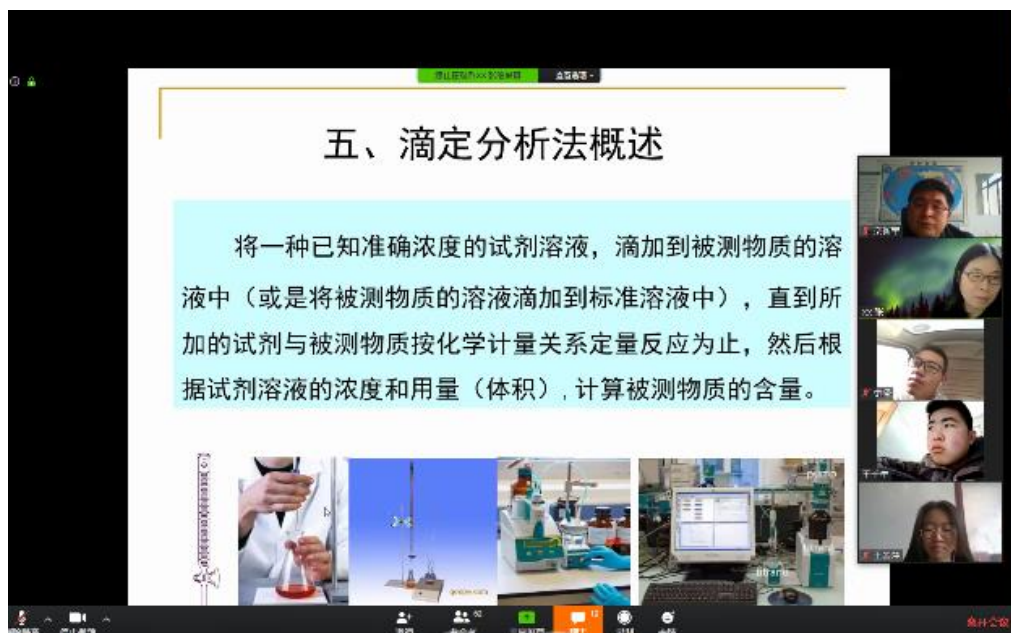 五、滴定分析法概述
将一种已知准确浓度的试剂溶液，滴加到被测物质的溶
液中（或是将被测物质的溶液滴加到标准溶液中），直到所
加的试剂与被测物质按化学计量关系定量反应为止，然后根
据试剂溶液的浓度和用量（体积）,计算被测物质的含量。